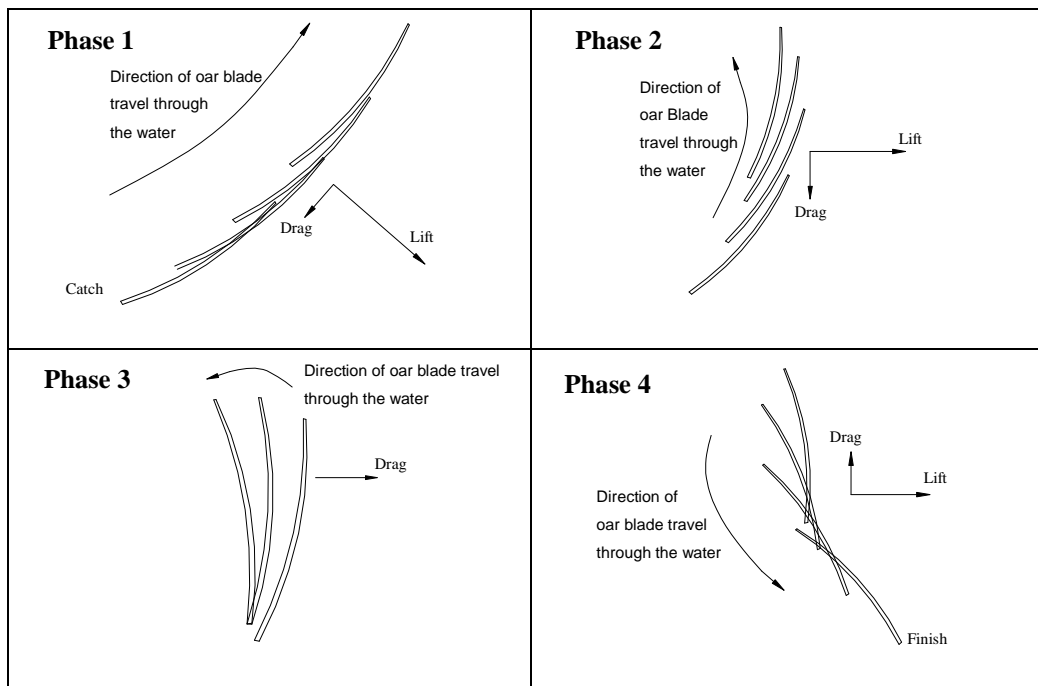 Phase 1
Direction of oar blade
travel through
the water
Drag
Lift
Catch
Phase 2
Direction of
oar Blade
travel through
the water
Lift
Drag
Phase 3
Direction of oar blade travel
through the water
Drag
Phase 4
Drag
Lift
Direction of
oar blade travel
through the water
Finish